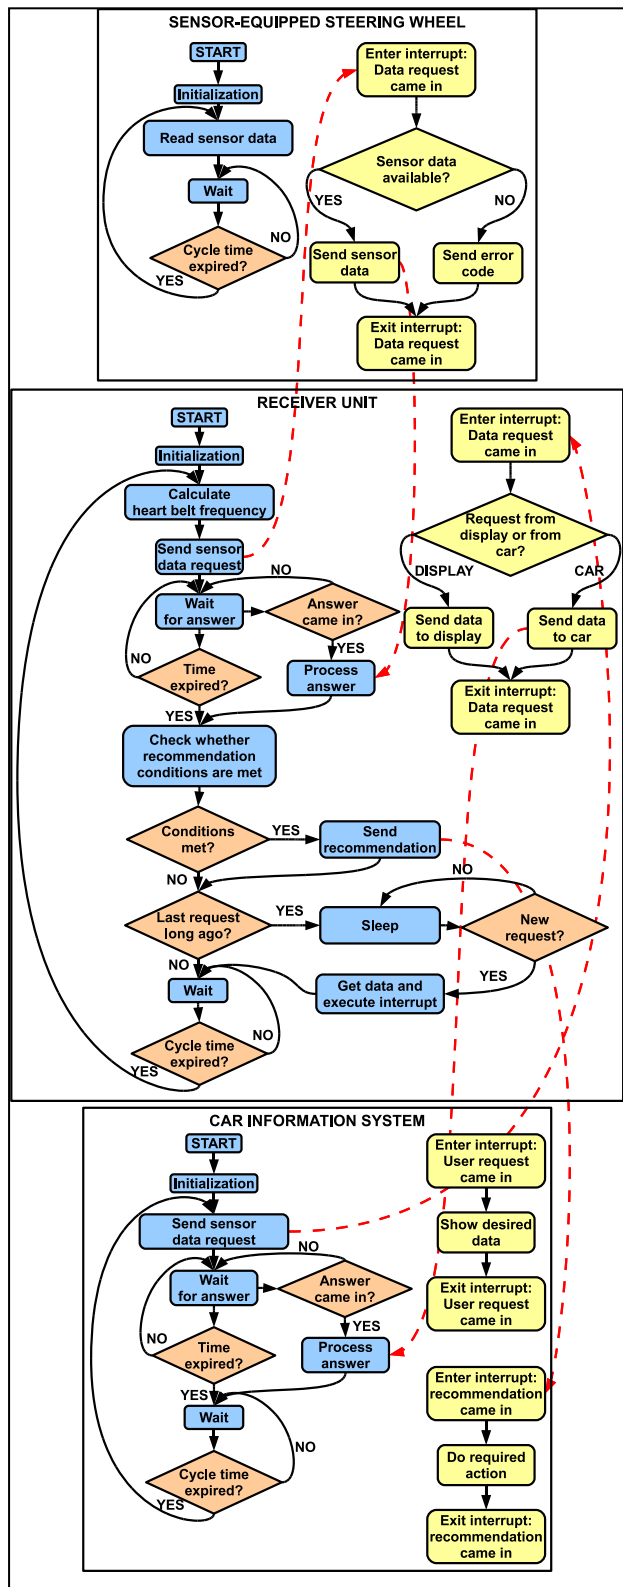 SENSOR-EQUIPPED STEERING WHEEL
START
Initialization
Read sensor data
Wait
NO
Cycle time
expired?
YES
Enter interrupt:
Data request
came in
Sensor data
available?
YES
NO
Send sensor
data
Send error
code
Exit interrupt:
Data request
came in
RECEIVER UNIT
START
Initialization
Calculate
heart belt frequency
Send sensor
data request
NO
Wait
for answer
Answer
came in?
YES
NO
Time
expired?
Process
answer
YES
Check whether
recommendation
conditions are met
Conditions
met?
YES
Send
recommendation
NO
NO
Last request
long ago?
YES
Sleep
New
request?
NO
YES
Wait
Get data and
execute interrupt
NO
Cycle time
expired?
YES
Enter interrupt:
Data request
came in
Request from
display or from
car?
DISPLAY
CAR
Send data
to display
Send data
to car
Exit interrupt:
Data request
came in
CAR INFORMATION SYSTEM
START
Initialization
Send sensor
data request
NO
Wait
for answer
Answer
came in?
YES
NO
Time
expired?
Process
answer
YES
Wait
NO
Cycle time
expired?
YES
Enter interrupt:
User request
came in
Show desired
data
Exit interrupt:
User request
came in
Enter interrupt:
recommendation
came in
Do required
action
Exit interrupt:
recommendation
came in